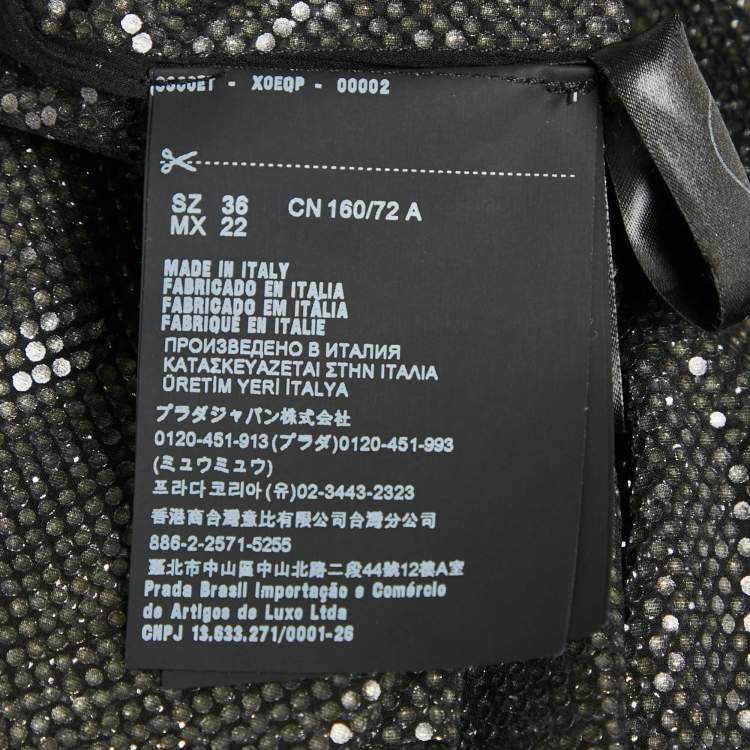 - X0EQP - 00002
SZ 36 CN 160/72 A
MX 22
MADE IN ITALY
FABRICADO EN ITALIA
FABRICADO EM ITÁLIA
FABRIQUÉ EN ITALIE
ПРОИЗВЕДЕНО В ИТАЛИЯ
ΚΑΤΑΣΚΕΥΑΖΕΤΑΙ ΣΤΗΝ ΙΤΑΛΙΑ
ÜRETİM YERİ İTALYA
プラダジャパン株式会社
0120-451-913(プラダ)0120-451-993
(ミュウミュウ)
프라다코리아(유)02-3443-2323
香港商台灣意比有限公司台灣分公司
886-2-2571-5255
臺北市中山區中山北路二段44號12樓A室
Prada Brasil Importação e Comércio
de Artigos de Luxo Ltda
CNPJ 13.633.271/0001-26